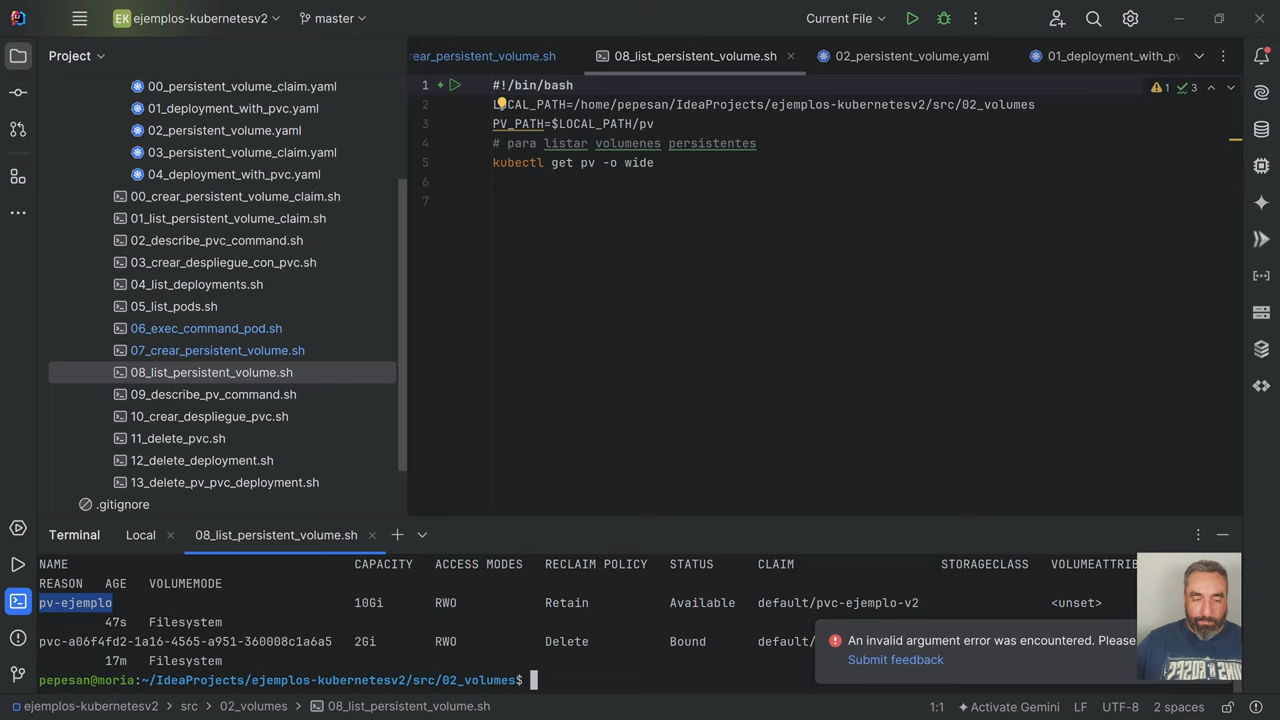 EK ejemplos-kubernetesv2 master Current File
Project
crear_persistent_volume.sh 08_list_persistent_volume.sh 02_persistent_volume.yaml 01_deployment_with_pv
00_persistent_volume_claim.yaml
01_deployment_with_pvc.yaml
02_persistent_volume.yaml
03_persistent_volume_claim.yaml
04_deployment_with_pvc.yaml
00_crear_persistent_volume_claim.sh
01_list_persistent_volume_claim.sh
02_describe_pvc_command.sh
03_crear_despliegue_con_pvc.sh
04_list_deployments.sh
05_list_pods.sh
06_exec_command_pod.sh
07_crear_persistent_volume.sh
08_list_persistent_volume.sh
09_describe_pv_command.sh
10_crear_despliegue_pvc.sh
11_delete_pvc.sh
12_delete_deployment.sh
13_delete_pv_pvc_deployment.sh
.gitignore
1 #!/bin/bash
2 LOCAL_PATH=/home/pepesan/IdeaProjects/ejemplos-kubernetesv2/src/02_volumes
3 PV_PATH=$LOCAL_PATH/pv
4 # para listar volumenes persistentes
5 kubectl get pv -o wide
6
7
1 3
Terminal Local 08_list_persistent_volume.sh
NAME CAPACITY ACCESS MODES RECLAIM POLICY STATUS CLAIM STORAGECLASS VOLUMEATTRIB
REASON AGE VOLUMEMODE
pv-ejemplo 10Gi RWO Retain Available default/pvc-ejemplo-v2 <unset>
47s Filesystem
pvc-a06f4fd2-1a16-4565-a951-360008c1a6a5 2Gi RWO Delete Bound default/
17m Filesystem
pepesan@moria:~/IdeaProjects/ejemplos-kubernetesv2/src/02_volumes$
An invalid argument error was encountered. Please
Submit feedback
ejemplos-kubernetesv2 src 02_volumes 08_list_persistent_volume.sh 1:1 Activate Gemini LF UTF-8 2 spaces